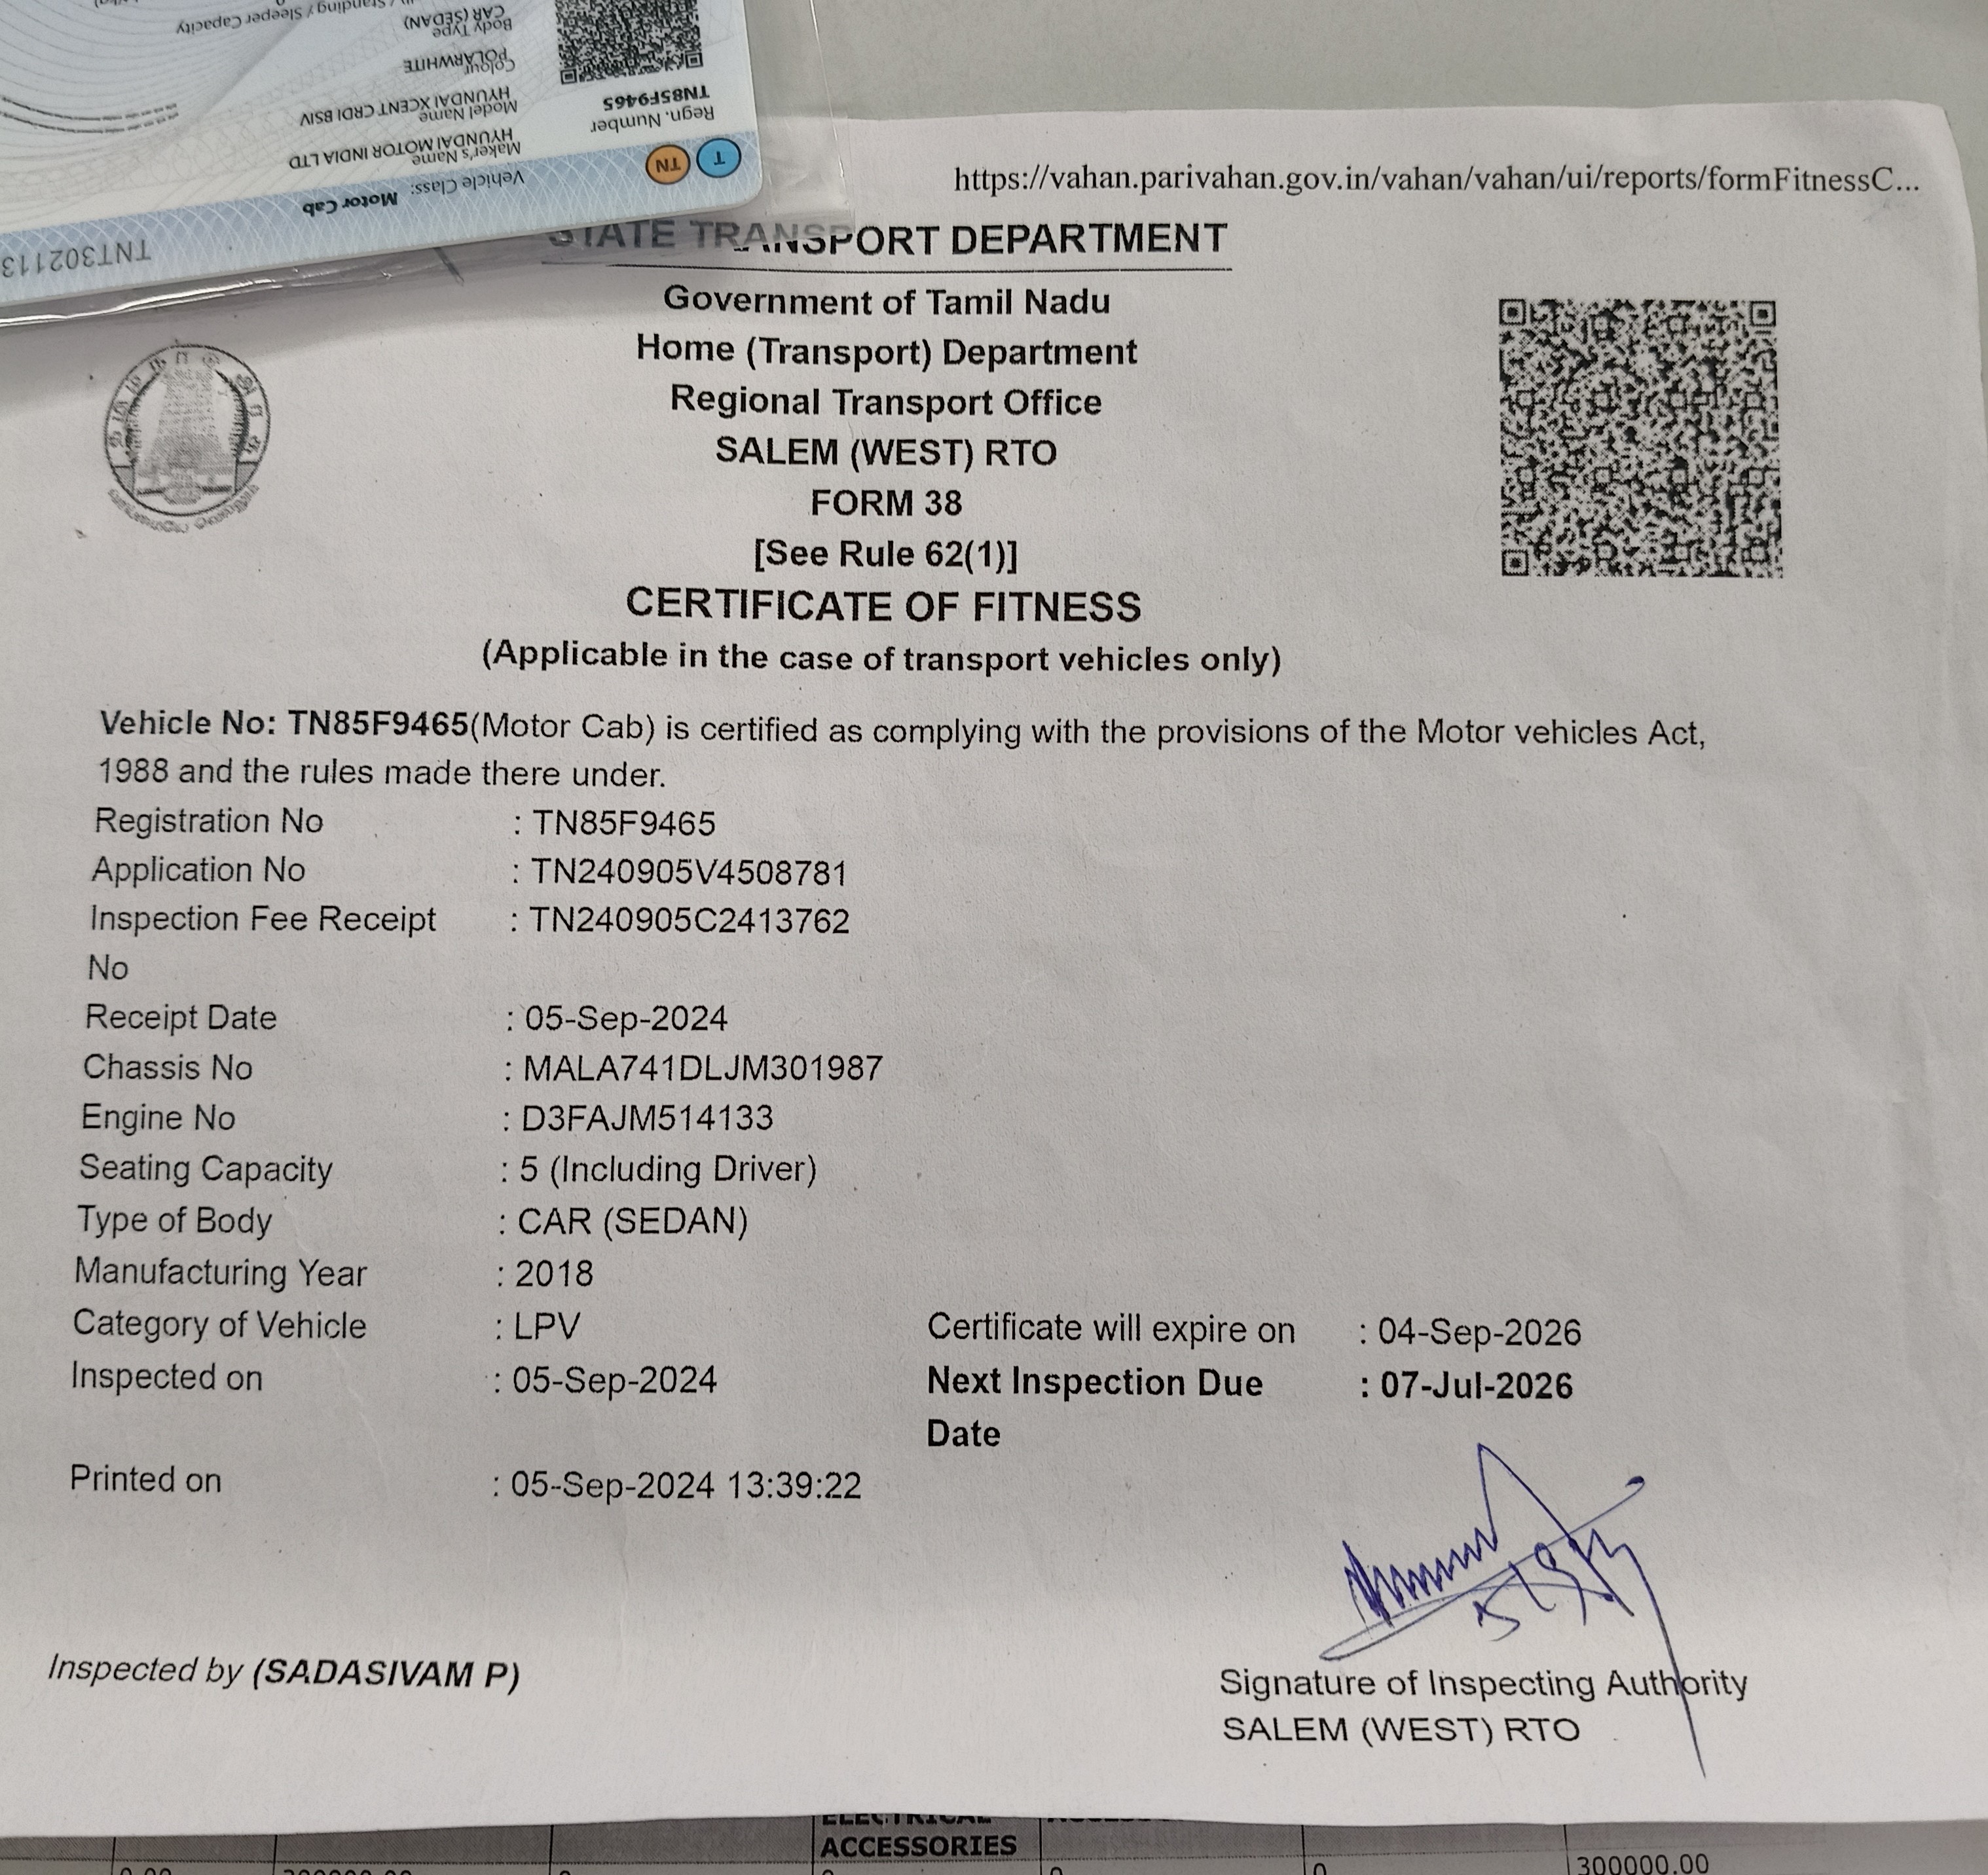 Standing / Sleeper Capacity
Body Type
CAR (SEDAN)
Colour
POLARWHITE
Model Name
HYUNDAI XCENT CRDI BSIV
Maker's Name
HYUNDAI MOTOR INDIA LTD
Vehicle Class: Motor Cab
Regn. Number
TN85F9465
TN
T
TNT302113
https://vahan.parivahan.gov.in/vahan/vahan/ui/reports/formFitnessC...
STATE TRANSPORT DEPARTMENT
Government of Tamil Nadu
Home (Transport) Department
Regional Transport Office
SALEM (WEST) RTO
FORM 38
[See Rule 62(1)]
CERTIFICATE OF FITNESS
(Applicable in the case of transport vehicles only)
Vehicle No: TN85F9465(Motor Cab) is certified as complying with the provisions of the Motor vehicles Act,
1988 and the rules made there under.
Registration No : TN85F9465
Application No : TN240905V4508781
Inspection Fee Receipt : TN240905C2413762
No
Receipt Date : 05-Sep-2024
Chassis No : MALA741DLJM301987
Engine No : D3FAJM514133
Seating Capacity : 5 (Including Driver)
Type of Body : CAR (SEDAN)
Manufacturing Year : 2018
Category of Vehicle : LPV Certificate will expire on : 04-Sep-2026
Inspected on : 05-Sep-2024 Next Inspection Due : 07-Jul-2026
Date
Printed on : 05-Sep-2024 13:39:22
Inspected by (SADASIVAM P)
Signature of Inspecting Authority
SALEM (WEST) RTO
ELECTRICAL
ACCESSORIES
300000.00